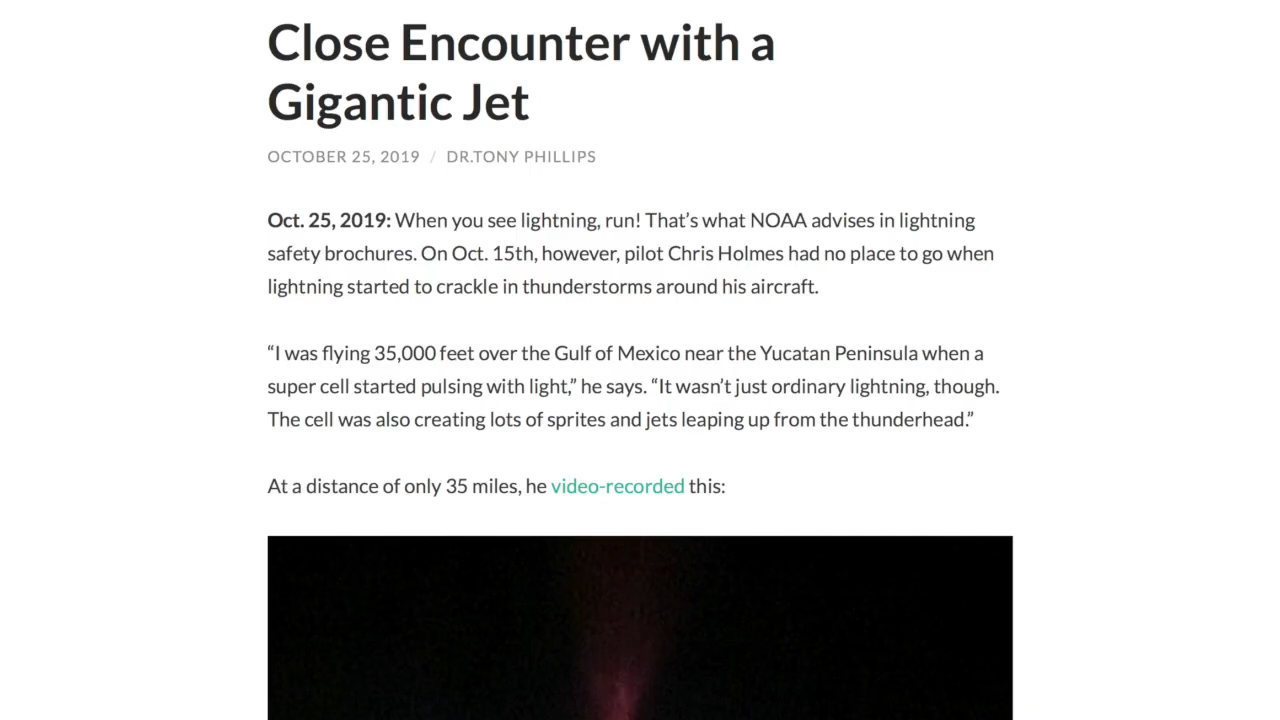 Close Encounter with a
Gigantic Jet
OCTOBER 25, 2019 / DR.TONY PHILLIPS
Oct. 25, 2019: When you see lightning, run! That’s what NOAA advises in lightning
safety brochures. On Oct. 15th, however, pilot Chris Holmes had no place to go when
lightning started to crackle in thunderstorms around his aircraft.
“I was flying 35,000 feet over the Gulf of Mexico near the Yucatan Peninsula when a
super cell started pulsing with light,” he says. “It wasn’t just ordinary lightning, though.
The cell was also creating lots of sprites and jets leaping up from the thunderhead.”
At a distance of only 35 miles, he video-recorded this: